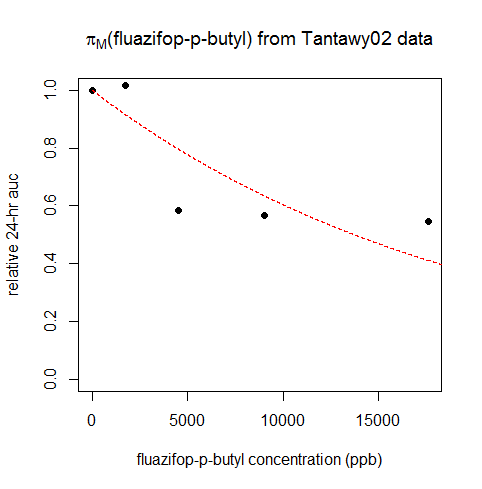 πM(fluazifop-p-butyl) from Tantawy02 data
1.0
0.8
0.6
0.4
0.2
0.0
relative 24-hr auc
0 5000 10000 15000
fluazifop-p-butyl concentration (ppb)